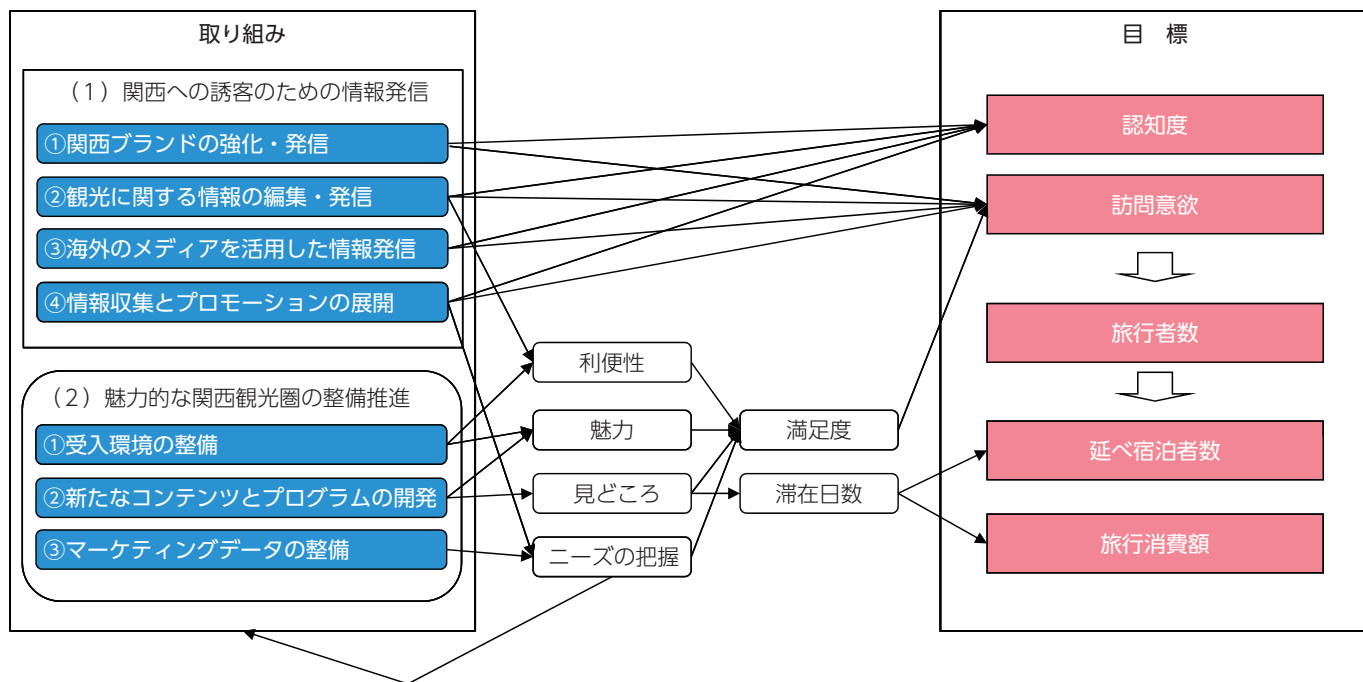 取り組み
(1)関西への誘客のための情報発信
①関西ブランドの強化・発信
②観光に関する情報の編集・発信
③海外のメディアを活用した情報発信
④情報収集とプロモーションの展開
(2)魅力的な関西観光圏の整備推進
①受入環境の整備
②新たなコンテンツとプログラムの開発
③マーケティングデータの整備
利便性
魅力
見どころ
ニーズの把握
満足度
滞在日数
目 標
認知度
訪問意欲
旅行者数
延べ宿泊者数
旅行消費額